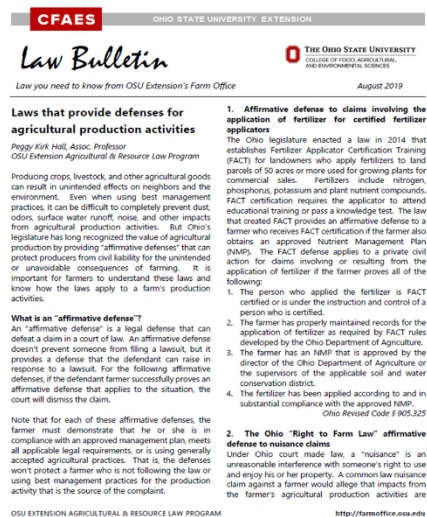 CFAES
OHIO STATE UNIVERSITY EXTENSION
Law Bulletin
THE OHIO STATE UNIVERSITY
COLLEGE OF FOOD, AGRICULTURAL,
AND ENVIRONMENTAL SCIENCES
Law you need to know from OSU Extension's Farm Office
August 2019
Laws that provide defenses for
agricultural production activities
Peggy Kirk Hall, Assoc. Professor
OSU Extension Agricultural & Resource Law Program
Producing crops, livestock, and other agricultural goods
can result in unintended effects on neighbors and the
environment. Even when using best management
practices, it can be difficult to completely prevent dust,
odors, surface water runoff, noise, and other impacts
from agricultural production activities. But Ohio's
legislature has long recognized the value of agricultural
production by providing "affirmative defenses" that can
protect producers from civil liability for the unintended
or unavoidable consequences of farming. It is
important for farmers to understand these laws and
know how the laws apply to a farm's production
activities.
What is an "affirmative defense"?
An "affirmative defense" is a legal defense that can
defeat a claim in a court of law. An affirmative defense
doesn't prevent someone from filing a lawsuit, but it
provides a defense that the defendant can raise in
response to a lawsuit. For the following affirmative
defenses, if the defendant farmer successfully proves an
affirmative defense that applies to the situation, the
court will dismiss the claim.
Note that for each of these affirmative defenses, the
farmer must demonstrate that he or she is in
compliance with an approved management plan, meets
all applicable legal requirements, or is using generally
accepted agricultural practices. That is, the defenses
won't protect a farmer who is not following the law or
using best management practices for the production
activity that is the source of the complaint.
1. Affirmative defense to claims involving the
application of fertilizer for certified fertilizer
applicators
The Ohio legislature enacted a law in 2014 that
establishes Fertilizer Applicator Certification Training
(FACT) for landowners who apply fertilizers to land
parcels of 50 acres or more used for growing plants for
commercial sales. Fertilizers include nitrogen,
phosphorus, potassium and plant nutrient compounds.
FACT certification requires the applicator to attend
educational training or pass a knowledge test. The law
that created FACT provides an affirmative defense to a
farmer who receives FACT certification if the farmer also
obtains an approved Nutrient Management Plan
(NMP). The FACT defense applies to a private civil
action for claims involving or resulting from the
application of fertilizer if the farmer proves all of the
following:
1. The person who applied the fertilizer is FACT
certified or is under the instruction and control of a
person who is certified.
2. The farmer has properly maintained records for the
application of fertilizer as required by FACT rules
developed by the Ohio Department of Agriculture.
3. The farmer has an NMP that is approved by the
director of the Ohio Department of Agriculture or
the supervisors of the applicable soil and water
conservation district.
4. The fertilizer has been applied according to and in
substantial compliance with the approved NMP.
Ohio Revised Code § 905.325
2. The Ohio "Right to Farm Law" affirmative
defense to nuisance claims
Under Ohio court made law, a "nuisance" is an
unreasonable interference with someone's right to use
and enjoy his or her property. A common law nuisance
claim against a farmer would allege that impacts from
the farmer's agricultural production activities are
OSU EXTENSION AGRICULTURAL & RESOURCE LAW PROGRAM
http://farmoffice.osu.edu